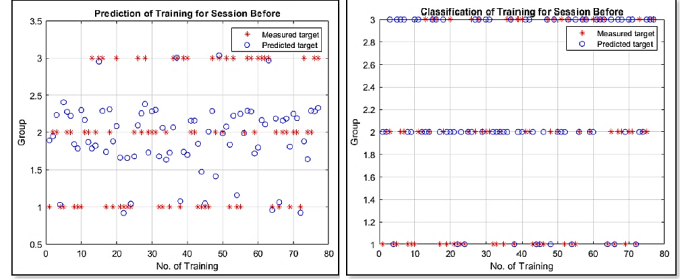 Prediction of Training for Session Before
Measured target
Predicted target
3.5
3
2.5
2
1.5
1
0.5
Group
0 10 20 30 40 50 60 70 80
No. of Training
Classification of Training for Session Before
Measured target
Predicted target
3
2.8
2.6
2.4
2.2
2
1.8
1.6
1.4
1.2
1
Group
0 10 20 30 40 50 60 70 80
No. of Training